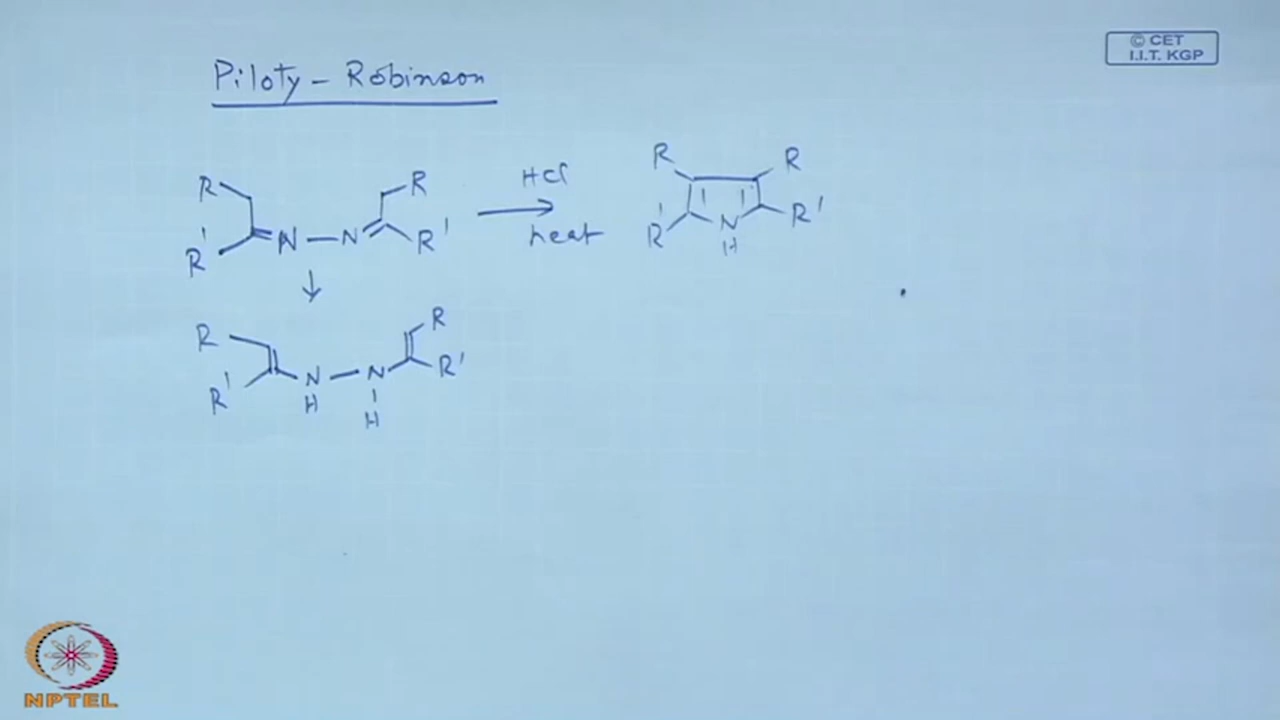 © CET
I.I.T. KGP
Piloty - Robinson
R R HCl R R
R' N N R' heat R' N R'
H
R R
R' N N R'
H H
NPTEL